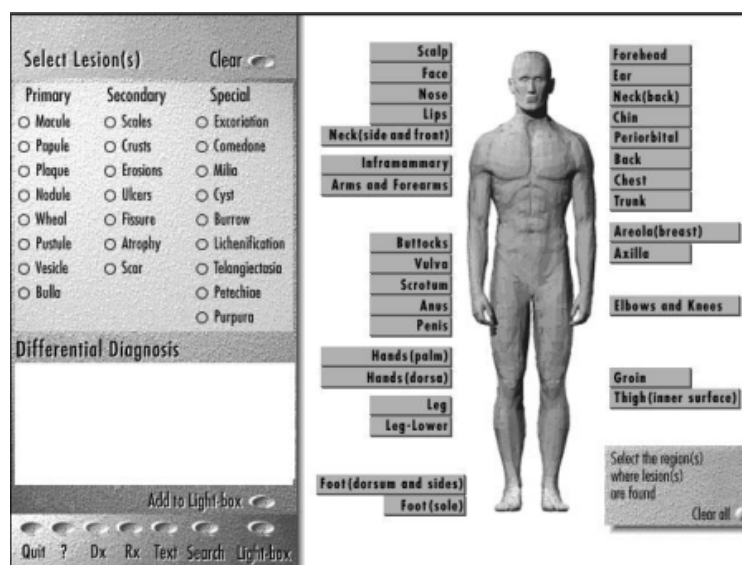 Select Lesion(s) Clear
Primary Secondary Special
Macule Scales Excoriation
Papule Crusts Comedone
Plaque Erosions Milia
Nodule Ulcers Cyst
Wheal Fissure Burrow
Pustule Atrophy Lichenification
Vesicle Scar Telangiectasia
Bulla Petechiae
Purpura
Differential Diagnosis
Add to Light-box
Quit ? Dx Rx Text Search Light-box
Scalp
Face
Nose
Lips
Neck(side and front)
Inframammary
Arms and Forearms
Buttocks
Vulva
Scrotum
Anus
Penis
Hands(palm)
Hands(dorsa)
Leg
Leg-Lower
Foot(dorsum and sides)
Foot(sole)
Forehead
Ear
Neck(back)
Chin
Periorbital
Back
Chest
Trunk
Areola(breast)
Axilla
Elbows and Knees
Groin
Thigh(inner surface)
Select the region(s)
where lesion(s)
are found
Clear all